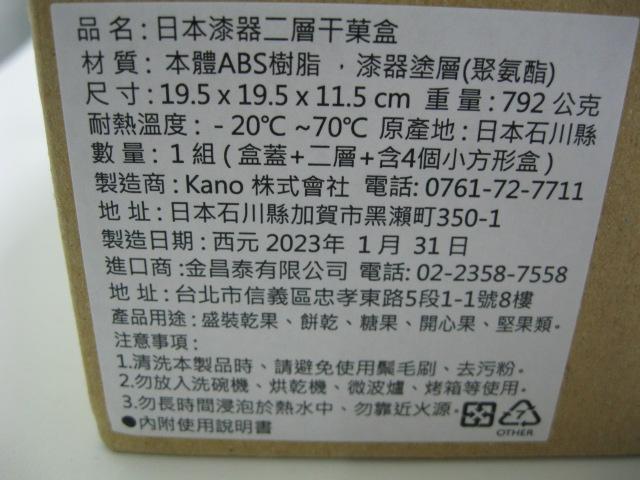 品 名 : 日本漆器二層干菓盒
材 質 : 本體ABS樹脂 , 漆器塗層(聚氨酯)
尺 寸 : 19.5 x 19.5 x 11.5 cm 重 量 : 792 公克
耐熱溫度 : - 20℃ ~70℃ 原產地 : 日本石川縣
數 量 : 1 組 ( 盒蓋+二層+含4個小方形盒 )
製造商 : Kano 株式會社 電話: 0761-72-7711
地 址 : 日本石川縣加賀市黑瀨町350-1
製造日期 : 西元 2023年 1 月 31 日
進口商 : 金昌泰有限公司 電話: 02-2358-7558
地 址 : 台北市信義區忠孝東路5段1-1號8樓
產品用途 : 盛裝乾果、餅乾、糖果、開心果、堅果類。
注意事項 :
1.清洗本製品時、請避免使用鬃毛刷、去污粉。
2.勿放入洗碗機、烘乾機、微波爐、烤箱等使用。
3.勿長時間浸泡於熱水中、勿靠近火源。
7
OTHER
●內附使用說明書